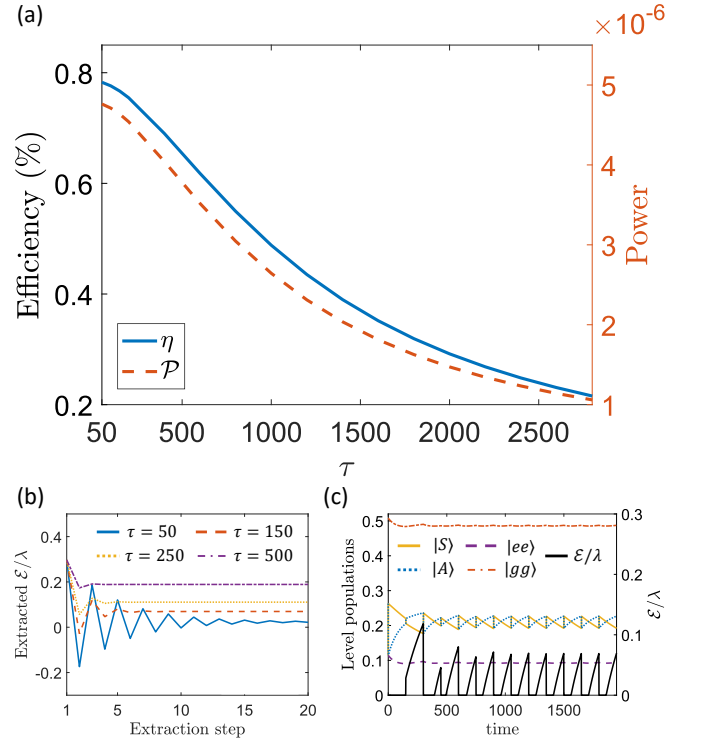 (a)
×10⁻⁶
0.8
0.6
0.4
0.2
Efficiency (%)
5
4
3
2
1
Power
η
𝒫
50 500 1000 1500 2000 2500
τ
(b)
0.4
0.2
0
-0.2
Extracted ℰ/λ
τ = 50 τ = 150
τ = 250 τ = 500
1 5 10 15 20
Extraction step
(c)
0.5
0.4
0.3
0.2
0.1
0
Level populations
|S⟩ |ee⟩ ℰ/λ
|A⟩ |gg⟩
0.3
0.2
0.1
0
ℰ/λ
0 500 1000 1500
time